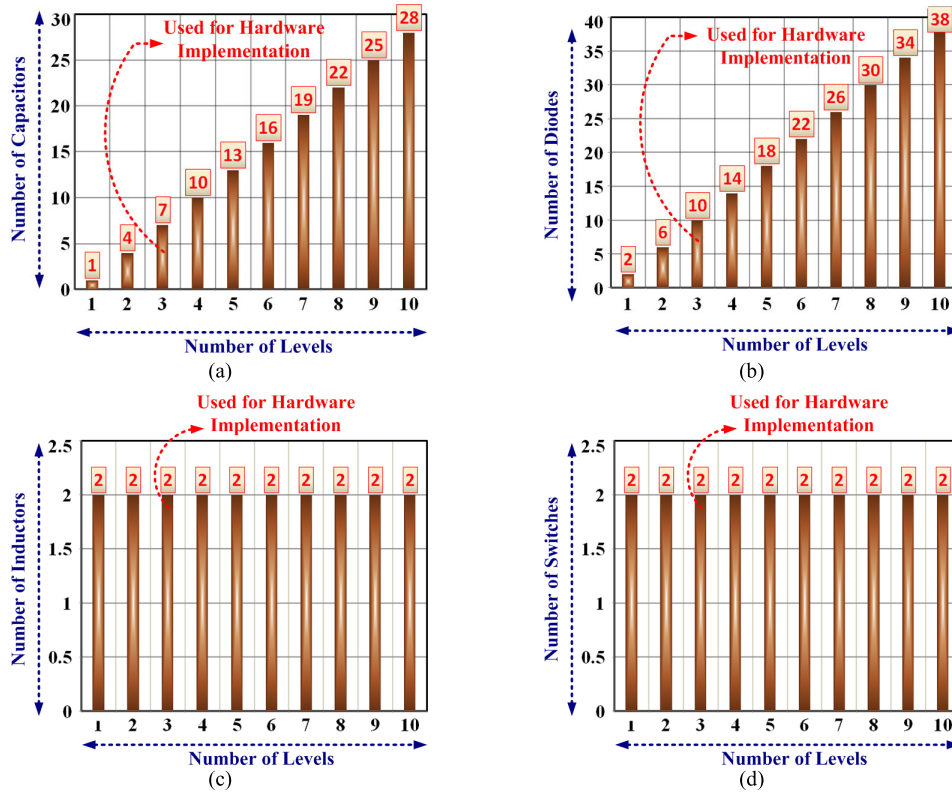 Used for Hardware
Implementation
Number of Capacitors
30
25
20
15
10
5
0
1
4
7
10
13
16
19
22
25
28
1 2 3 4 5 6 7 8 9 10
Number of Levels
(a)
Used for Hardware
Implementation
Number of Diodes
40
35
30
25
20
15
10
5
0
2
6
10
14
18
22
26
30
34
38
1 2 3 4 5 6 7 8 9 10
Number of Levels
(b)
Used for Hardware
Implementation
Number of Inductors
2.5
2
1.5
1
0.5
0
2 2 2 2 2 2 2 2 2 2
1 2 3 4 5 6 7 8 9 10
Number of Levels
(c)
Used for Hardware
Implementation
Number of Switches
2.5
2
1.5
1
0.5
0
2 2 2 2 2 2 2 2 2 2
1 2 3 4 5 6 7 8 9 10
Number of Levels
(d)